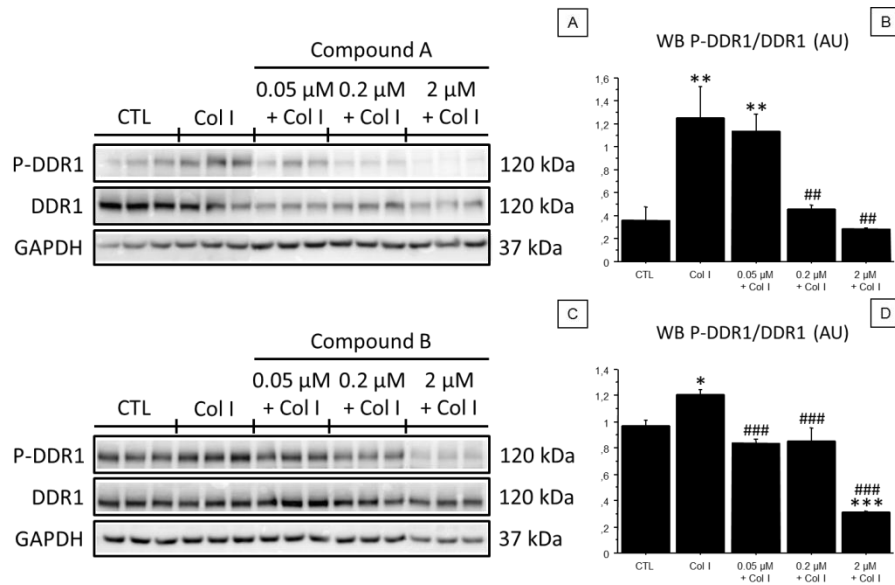 A
Compound A
0.05 µM 0.2 µM 2 µM
CTL Col I + Col I + Col I + Col I
P-DDR1 120 kDa
DDR1 120 kDa
GAPDH 37 kDa
B
WB P-DDR1/DDR1 (AU)
1,6
1,4
1,2
1
,8
,6
,4
,2
0
**
**
##
##
CTL Col I 0.05 µM 0.2 µM 2 µM
+ Col I + Col I + Col I
C
Compound B
0.05 µM 0.2 µM 2 µM
CTL Col I + Col I + Col I + Col I
P-DDR1 120 kDa
DDR1 120 kDa
GAPDH 37 kDa
D
WB P-DDR1/DDR1 (AU)
1,4
1,2
1
,8
,6
,4
,2
0
*
###
###
###
***
CTL Col I 0.05 µM 0.2 µM 2 µM
+ Col I + Col I + Col I